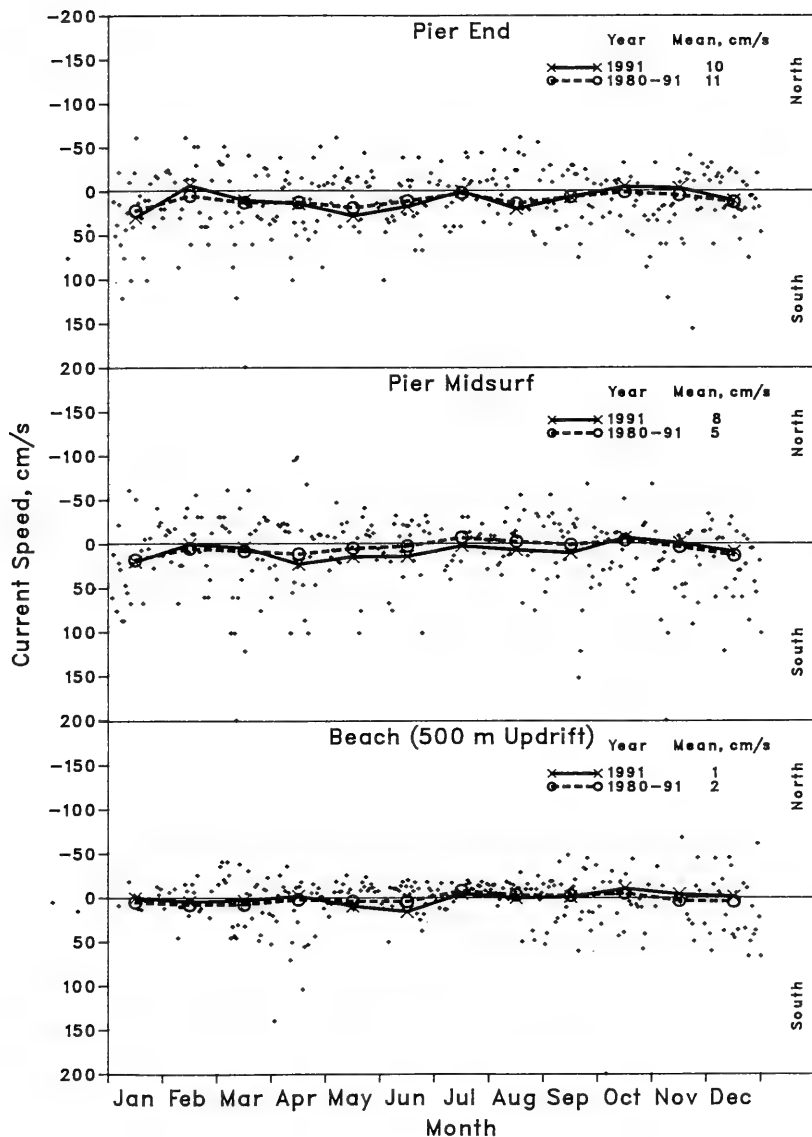 Pier End
Year Mean, cm/s
1991 10
1980-91 11
North
South
-200
-150
-100
-50
0
50
100
150
200
Pier Midsurf
Year Mean, cm/s
1991 8
1980-91 5
North
South
-150
-100
-50
0
50
100
150
200
Current Speed, cm/s
Beach (500 m Updrift)
Year Mean, cm/s
1991 1
1980-91 2
North
South
-150
-100
-50
0
50
100
150
200
Jan Feb Mar Apr May Jun Jul Aug Sep Oct Nov Dec
Month